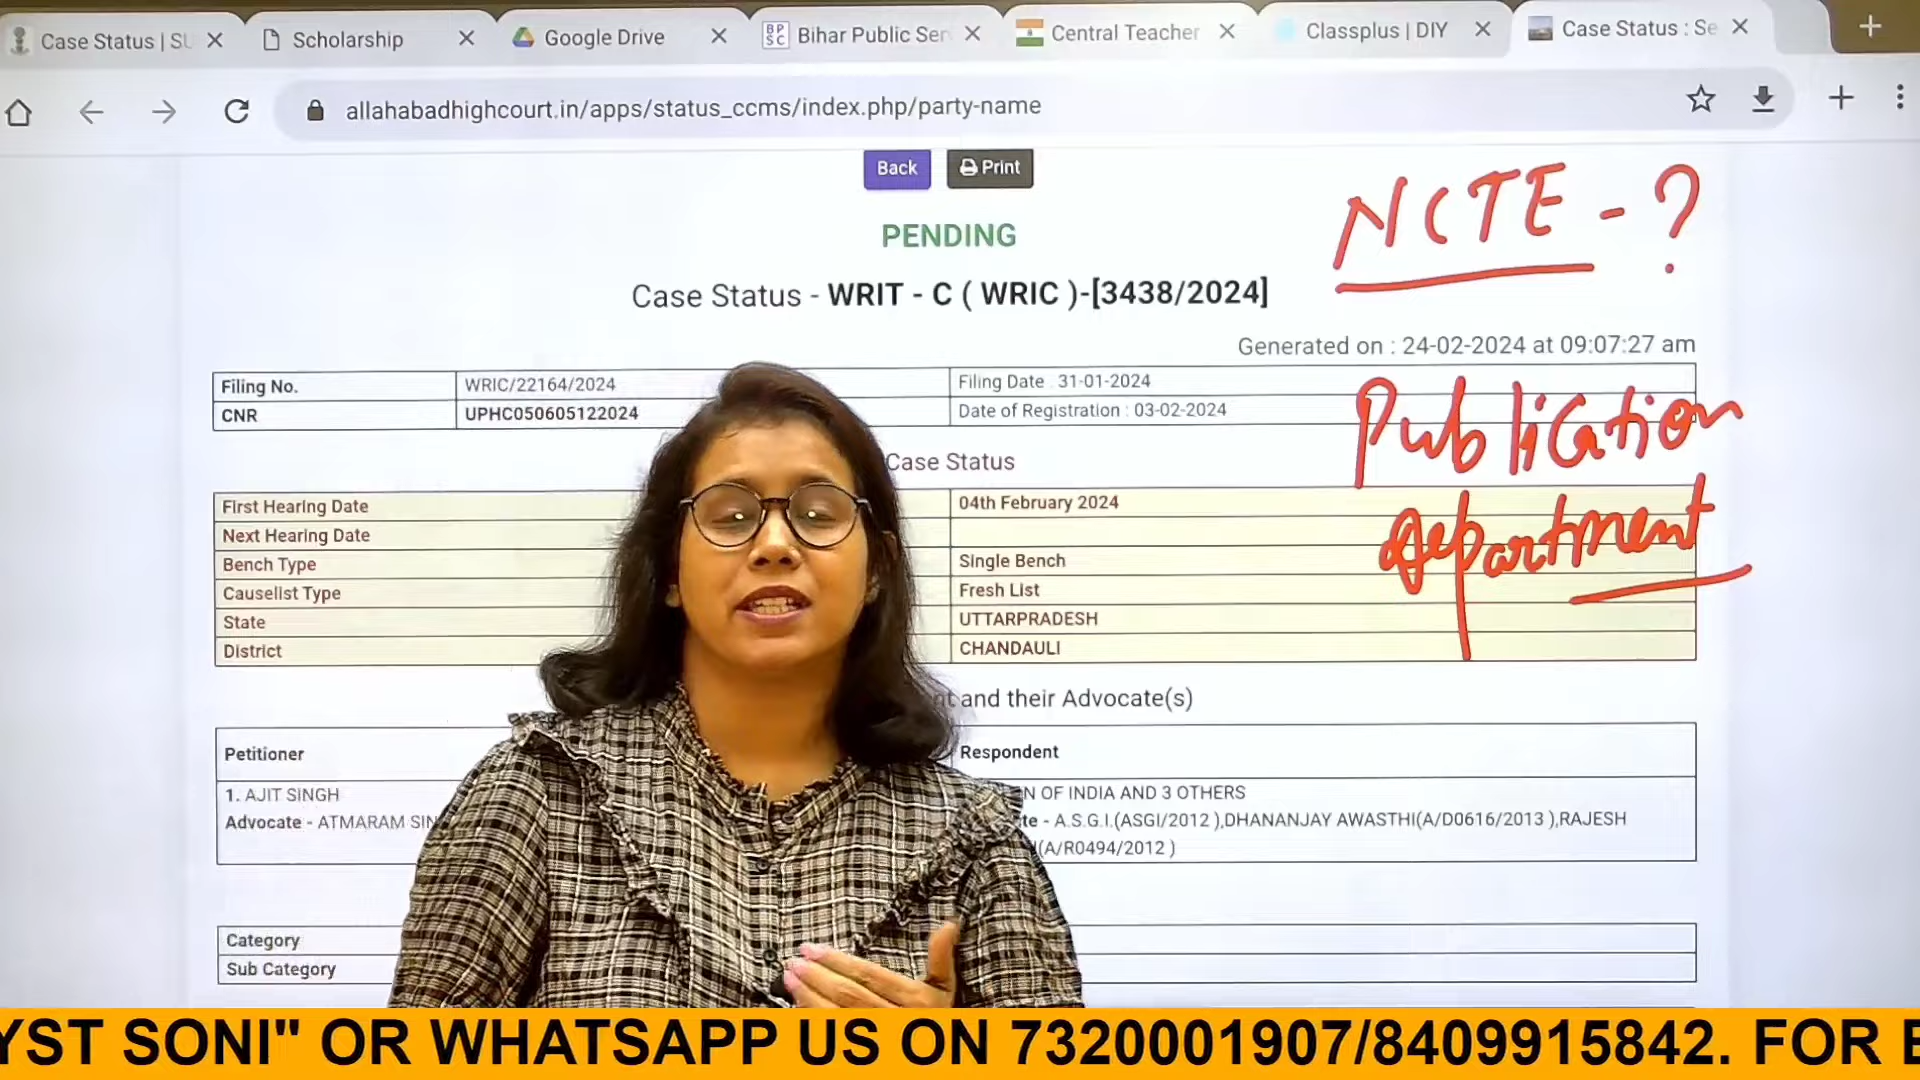 Case Status | SU
Scholarship
Google Drive
BPSC Bihar Public Ser
Central Teacher
Classplus | DIY
Case Status : Se
allahabadhighcourt.in/apps/status_ccms/index.php/party-name
Back Print
NCTE - ?
PENDING
Case Status - WRIT - C ( WRIC )-[3438/2024]
Generated on : 24-02-2024 at 09:07:27 am
Filing No. WRIC/22164/2024 Filing Date : 31-01-2024
CNR UPHC050605122024 Date of Registration : 03-02-2024
Publication
department
Case Status
First Hearing Date 04th February 2024
Next Hearing Date
Bench Type Single Bench
Causelist Type Fresh List
State UTTARPRADESH
District CHANDAULI
and their Advocate(s)
Petitioner Respondent
1. AJIT SINGH N OF INDIA AND 3 OTHERS
Advocate - ATMARAM SIN te - A.S.G.I.(ASGI/2012 ),DHANANJAY AWASTHI(A/D0616/2013 ),RAJESH
(A/R0494/2012 )
Category
Sub Category
YST SONI" OR WHATSAPP US ON 7320001907/8409915842. FOR